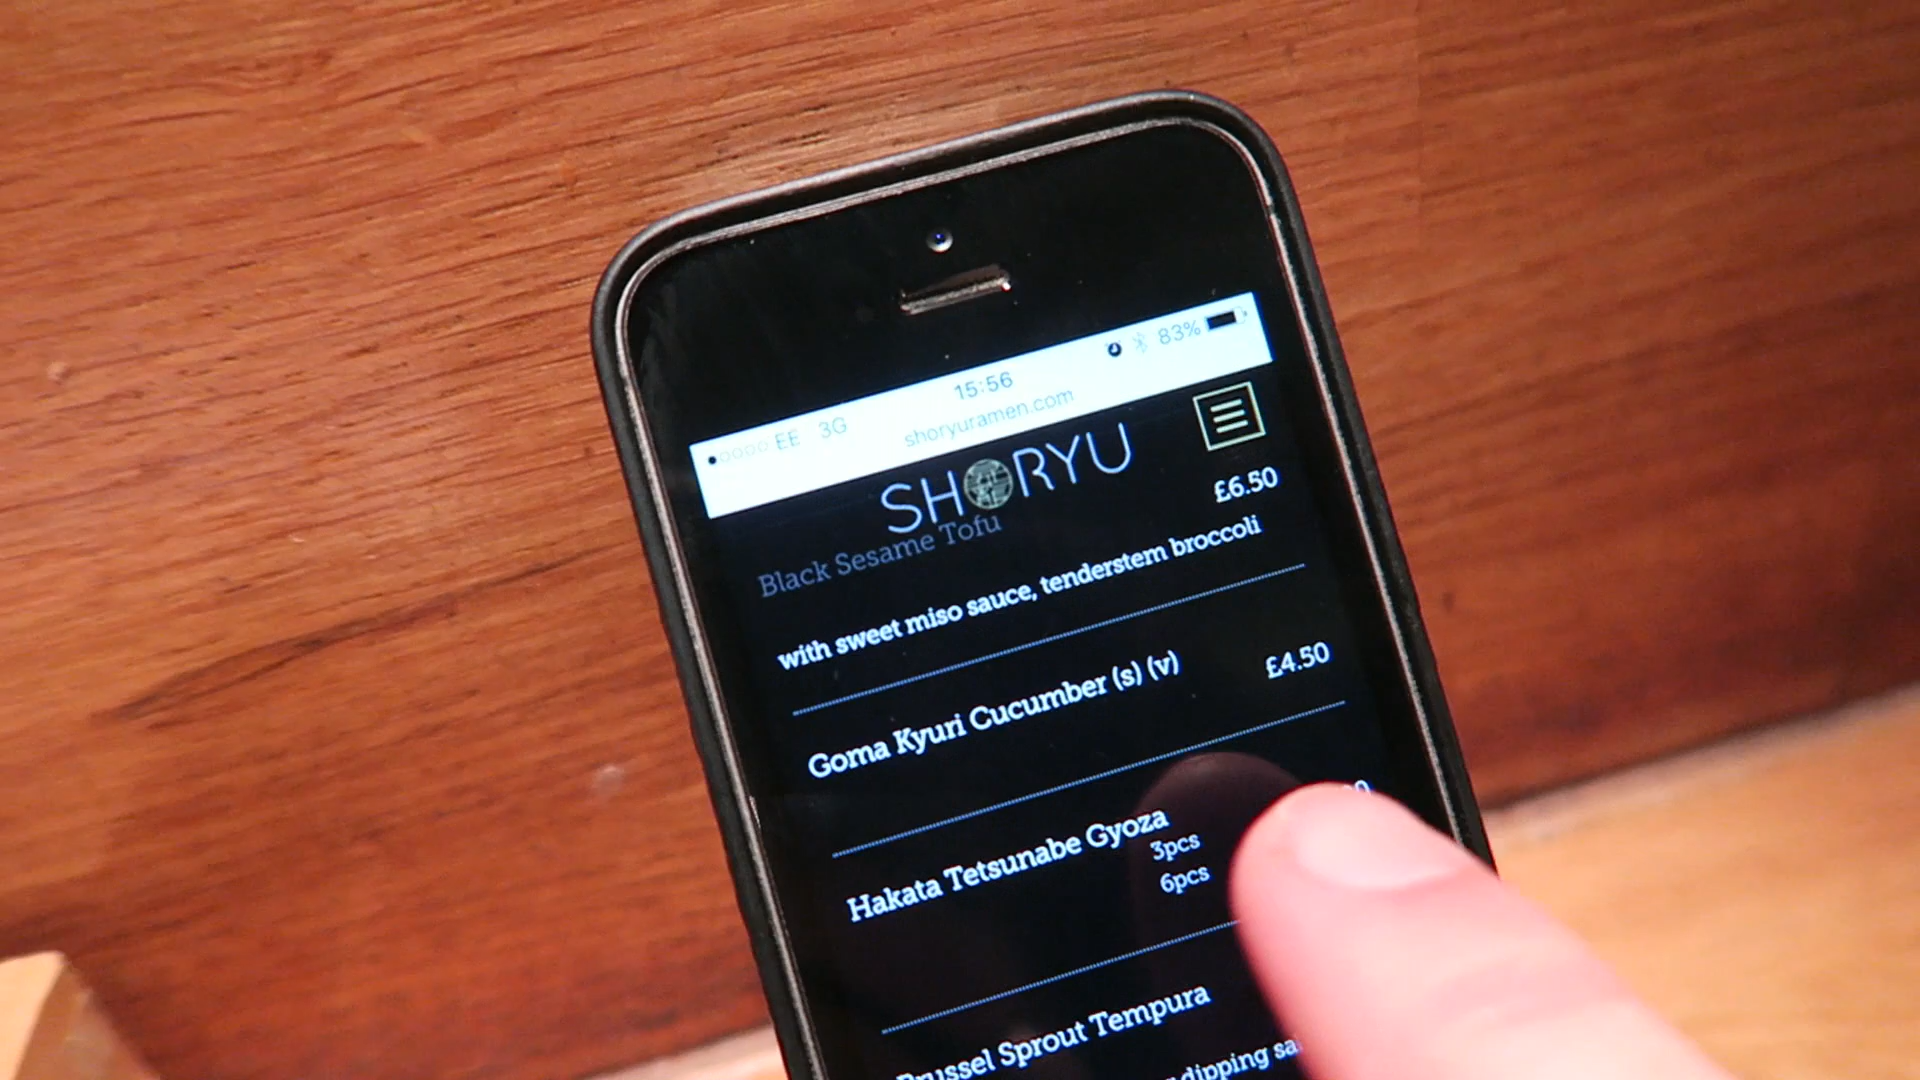 EE 3G 15:56 83%
shoryuramen.com
SHORYU
Black Sesame Tofu £6.50
with sweet miso sauce, tenderstem broccoli
Goma Kyuri Cucumber (s) (v) £4.50
Hakata Tetsunabe Gyoza
3pcs
6pcs
Brussel Sprout Tempura
dipping